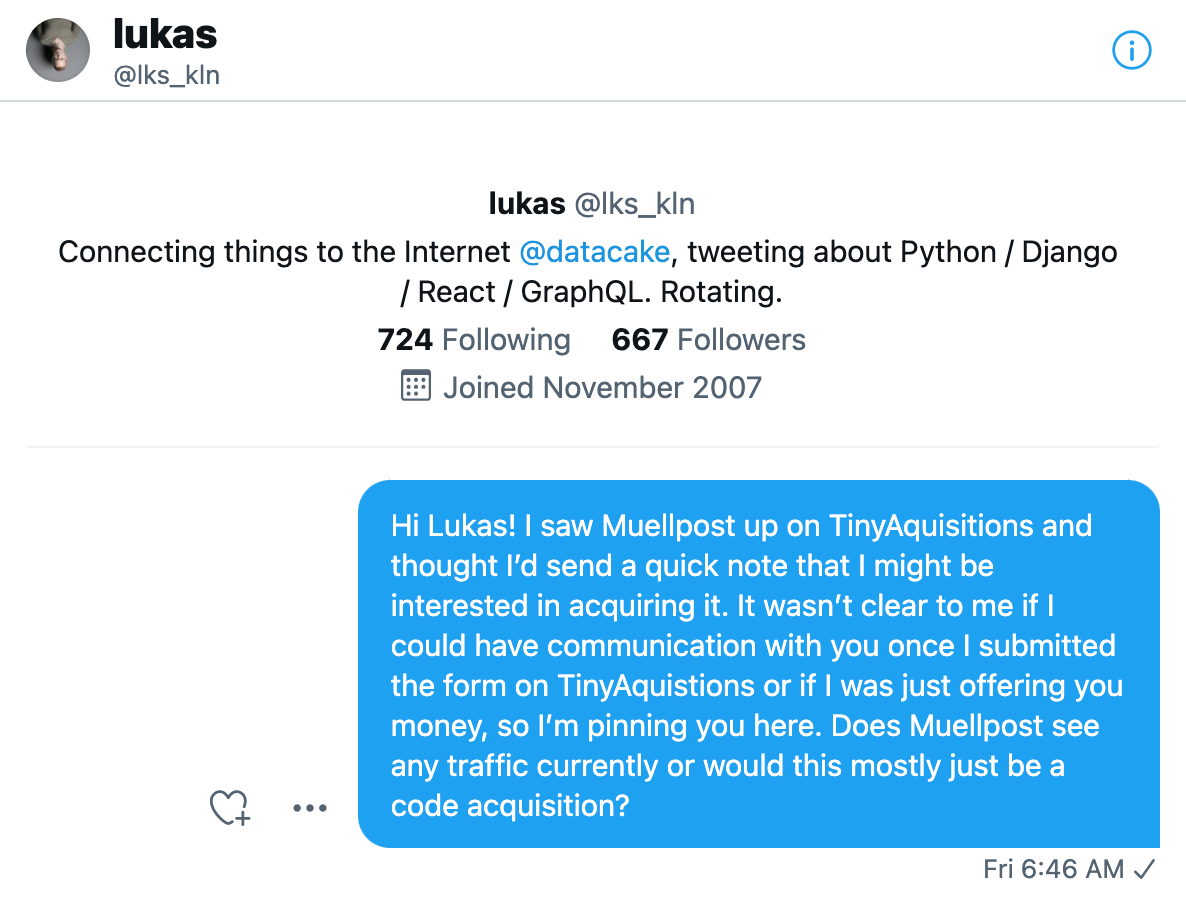 lukas
@lks_kln
lukas @lks_kln
Connecting things to the Internet @datacake, tweeting about Python / Django
/ React / GraphQL. Rotating.
724 Following 667 Followers
Joined November 2007
Hi Lukas! I saw Muellpost up on TinyAquisitions and
thought I’d send a quick note that I might be
interested in acquiring it. It wasn’t clear to me if I
could have communication with you once I submitted
the form on TinyAquistions or if I was just offering you
money, so I’m pinning you here. Does Muellpost see
any traffic currently or would this mostly just be a
code acquisition?
Fri 6:46 AM ✓